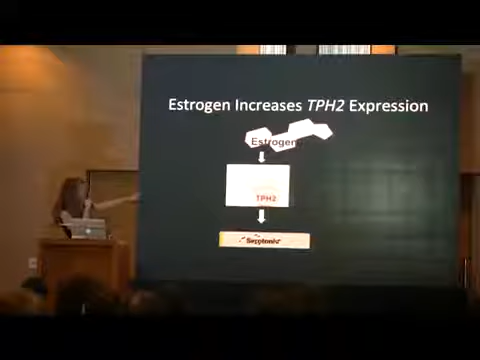 Estrogen Increases TPH2 Expression
Estrogen
TPH2
Serotonin